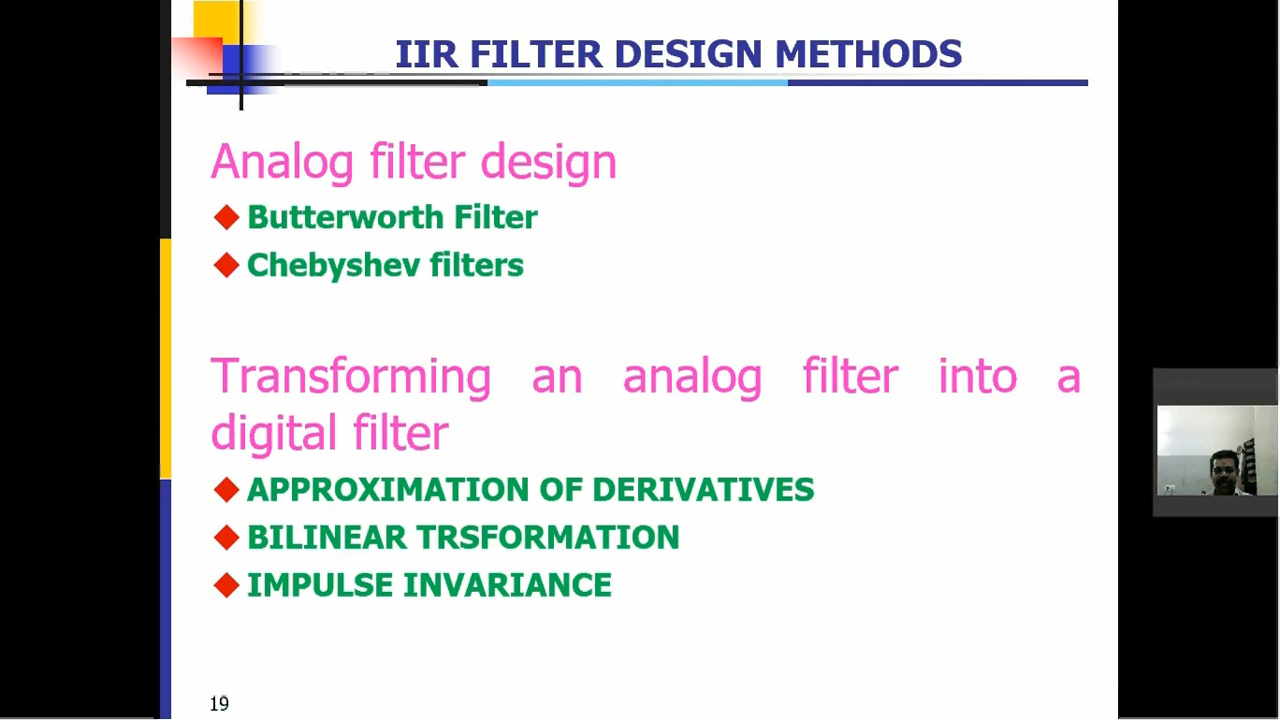 IIR FILTER DESIGN METHODS
Analog filter design
Butterworth Filter
Chebyshev filters
Transforming an analog filter into a
digital filter
APPROXIMATION OF DERIVATIVES
BILINEAR TRSFORMATION
IMPULSE INVARIANCE
19